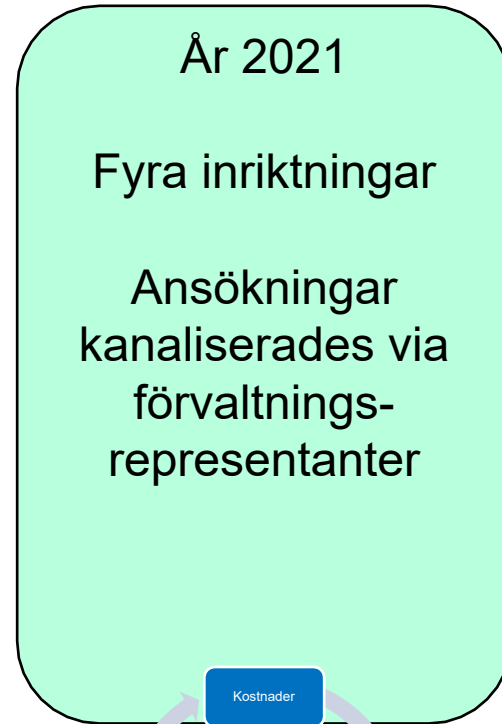 År 2021
Fyra inriktningar
Ansökningar
kanaliserades via
förvaltnings-
representanter
Kostnader